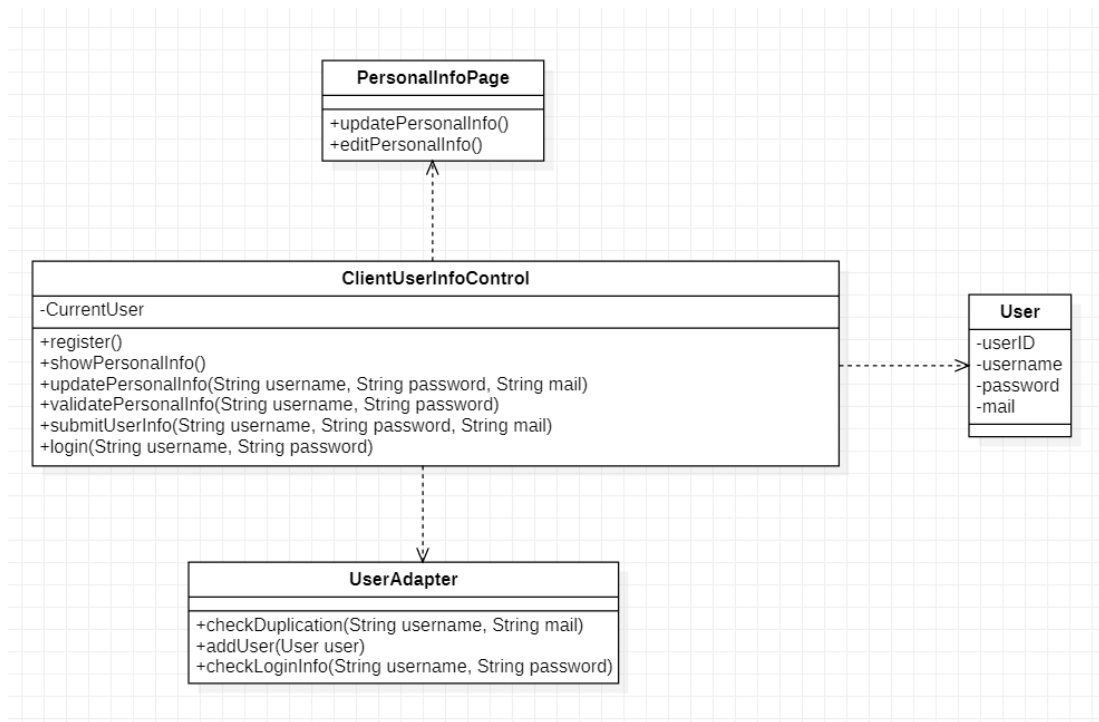 PersonalInfoPage
+updatePersonalInfo()
+editPersonalInfo()
ClientUserInfoControl
-CurrentUser
+register()
+showPersonalInfo()
+updatePersonalInfo(String username, String password, String mail)
+validatePersonalInfo(String username, String password)
+submitUserInfo(String username, String password, String mail)
+login(String username, String password)
User
-userID
-username
-password
-mail
UserAdapter
+checkDuplication(String username, String mail)
+addUser(User user)
+checkLoginInfo(String username, String password)